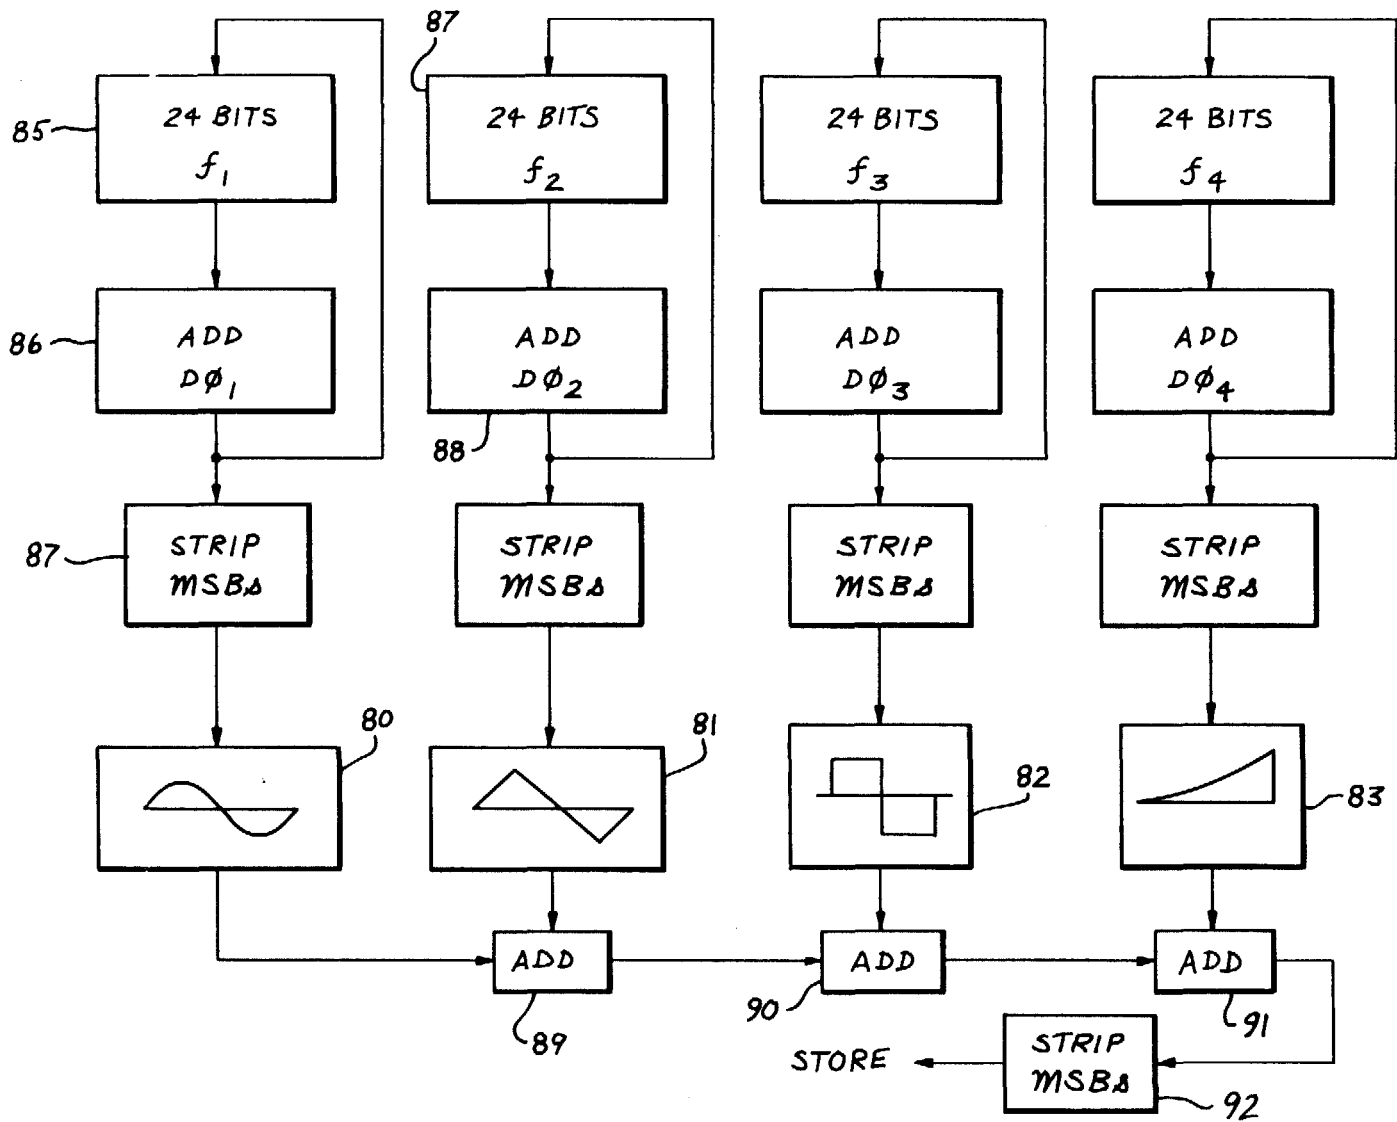 87
85
24 BITS
f1
24 BITS
f2
24 BITS
f3
24 BITS
f4
86
ADD
DØ1
ADD
DØ2
ADD
DØ3
ADD
DØ4
88
87
STRIP
MSBs
STRIP
MSBs
STRIP
MSBs
STRIP
MSBs
80
81
82
83
ADD
ADD
ADD
89
90
91
STORE
STRIP
MSBs
92